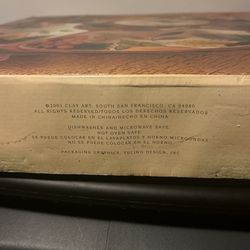 ©2003 CLAY ART, SOUTH SAN FRANCISCO, CA 94080
ALL RIGHTS RESERVED/TODOS LOS DERECHOS RESERVADOS
MADE IN CHINA/HECHO EN CHINA
DISHWASHER AND MICROWAVE SAFE
NOT OVEN SAFE
SE PUEDE COLOCAR EN EL LAVAPLATOS Y HORNO MICROONDAS
NO SE PUEDE COLOCAR EN EL HORNO
PACKAGING GRAPHICS, FULINO DESIGN, INC.